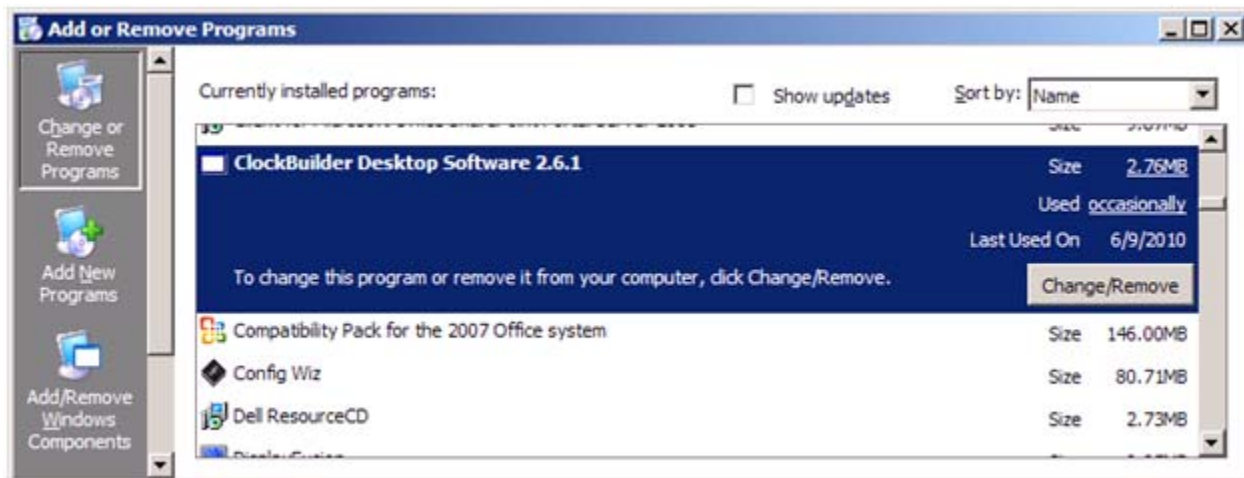 Add or Remove Programs
Change or
Remove
Programs
Add New
Programs
Add/Remove
Windows
Components
Currently installed programs:
Show updates
Sort by: Name
ClockBuilder Desktop Software 2.6.1 Size 2.76MB
Used occasionally
Last Used On 6/9/2010
To change this program or remove it from your computer, click Change/Remove.
Change/Remove
Compatibility Pack for the 2007 Office system Size 146.00MB
Config Wiz Size 80.71MB
Dell ResourceCD Size 2.73MB